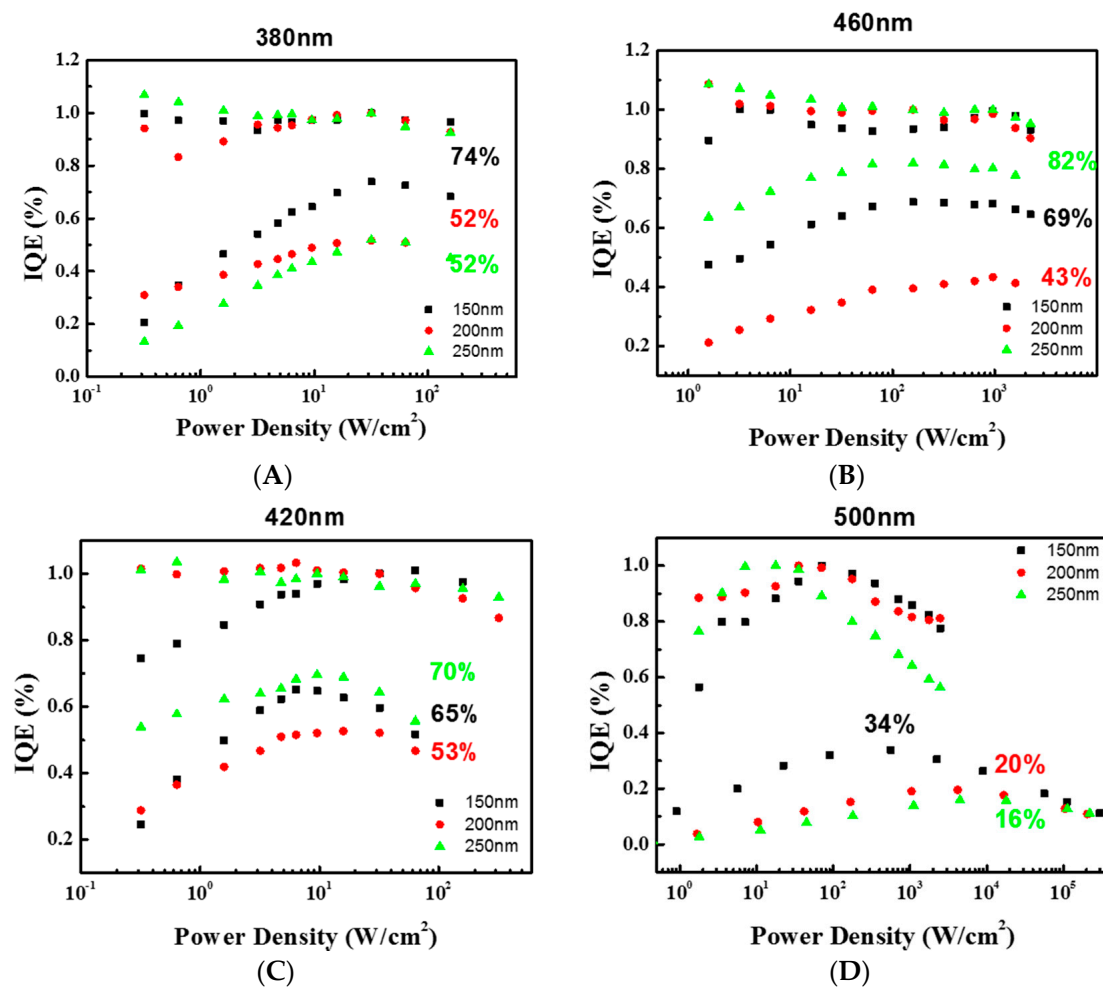 380nm
1.2
1.0
0.8
0.6
0.4
0.2
0.0
IQE (%)
74%
52%
52%
150nm
200nm
250nm
10-1
100
101
102
Power Density (W/cm2)
(A)
460nm
1.2
1.0
0.8
0.6
0.4
0.2
IQE (%)
82%
69%
43%
150nm
200nm
250nm
100
101
102
103
Power Density (W/cm2)
(B)
420nm
1.0
0.8
0.6
0.4
0.2
IQE (%)
70%
65%
53%
150nm
200nm
250nm
10-1
100
101
102
Power Density (W/cm2)
(C)
500nm
1.0
0.8
0.6
0.4
0.2
0.0
IQE (%)
150nm
200nm
250nm
34%
20%
16%
100
101
102
103
104
105
Power Density (W/cm2)
(D)